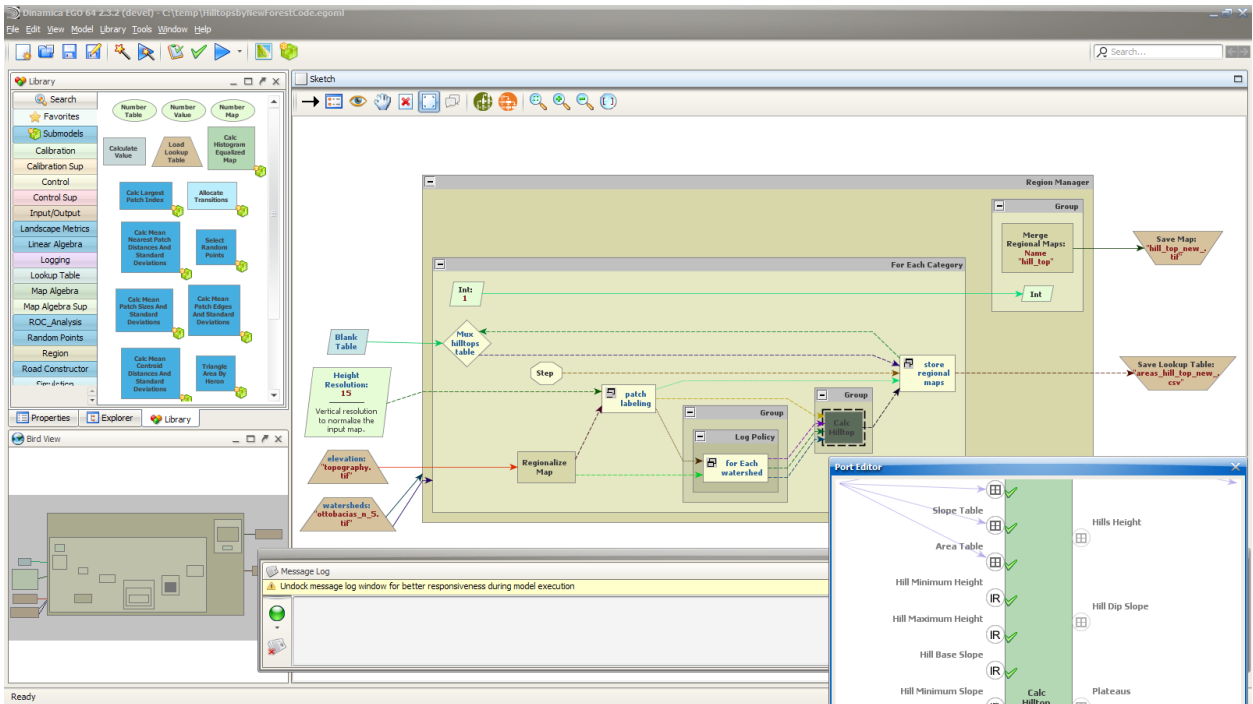 Dinamica EGO 64 2.3.2 (devel) - C:\temp\HilltopsbyNewForestCode.egoml
File Edit View Model Library Tools Window Help
Search...
Library
Search
Favorites
Submodels
Calibration
Calibration Sup
Control
Control Sup
Input/Output
Landscape Metrics
Linear Algebra
Logging
Lookup Table
Map Algebra
Map Algebra Sup
ROC_Analysis
Random Points
Region
Road Constructor
Simulation
Number
Table
Number
Value
Number
Map
Calculate
Value
Load
Lookup
Table
Calc
Histogram
Equalized
Map
Calc Largest
Patch Index
Allocate
Transitions
Calc Mean
Nearest Patch
Distances And
Standard
Deviations
Select
Random
Points
Calc Mean
Patch Sizes And
Standard
Deviations
Calc Mean
Patch Edges
And Standard
Deviations
Calc Mean
Centroid
Distances And
Standard
Deviations
Triangle
Area By
Heron
Properties Explorer Library
Bird View
Sketch
Region Manager
Group
Merge
Regional Maps:
Name
"hill_top"
Int
Save Map:
"hill_top_new_.
tif"
For Each Category
Int:
1
Blank
Table
Mux
hilltops
table
Step
Height
Resolution:
15
Vertical resolution
to normalize the
input map.
patch
labeling
store
regional
maps
Save Lookup Table:
"areas_hill_top_new_.
csv"
Group
Calc
Hilltop
Group
Log Policy
for Each
watershed
elevation:
"topography.
tif"
Regionalize
Map
watersheds:
"ottobacias_n_5.
tif"
Port Editor
Slope Table
Area Table
Hill Minimum Height
IR
Hill Maximum Height
IR
Hill Base Slope
IR
Hill Minimum Slope
IR
Calc
Hilltop
Hills Height
Hill Dip Slope
Plateaus
Message Log
Undock message log window for better responsiveness during model execution
Ready